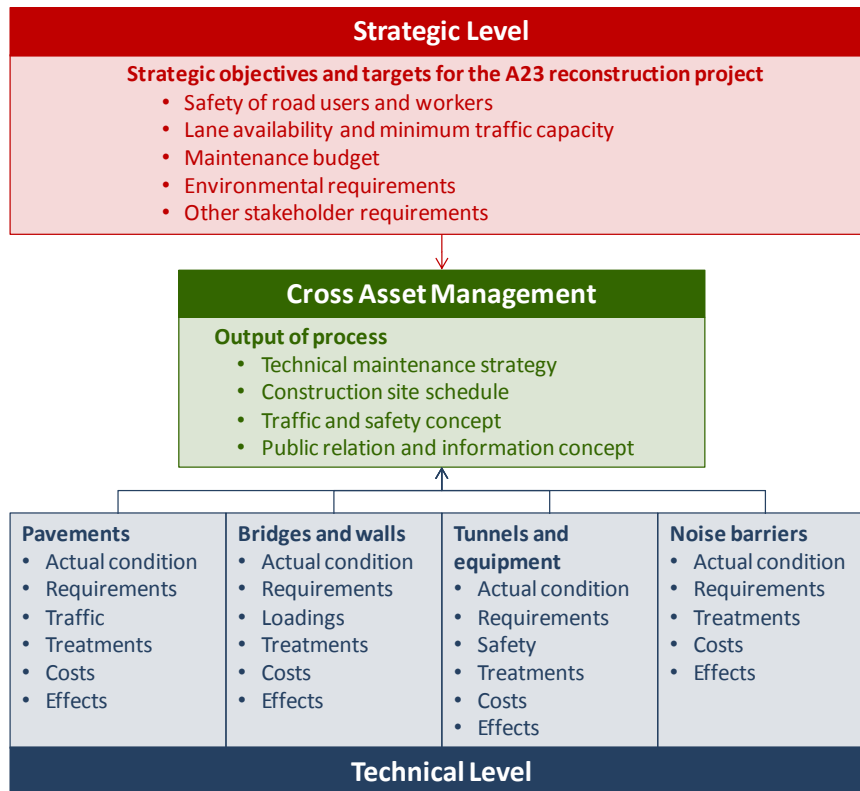 Strategic Level
Strategic objectives and targets for the A23 reconstruction project
• Safety of road users and workers
• Lane availability and minimum traffic capacity
• Maintenance budget
• Environmental requirements
• Other stakeholder requirements
Cross Asset Management
Output of process
• Technical maintenance strategy
• Construction site schedule
• Traffic and safety concept
• Public relation and information concept
Pavements
• Actual condition
• Requirements
• Traffic
• Treatments
• Costs
• Effects
Bridges and walls
• Actual condition
• Requirements
• Loadings
• Treatments
• Costs
• Effects
Tunnels and
equipment
• Actual condition
• Requirements
• Safety
• Treatments
• Costs
• Effects
Noise barriers
• Actual condition
• Requirements
• Treatments
• Costs
• Effects
Technical Level